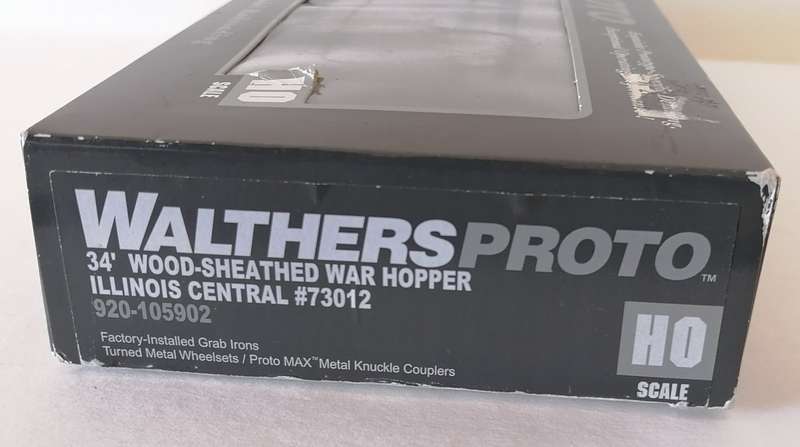 HO
SCALE
WALTHERSPROTO™
34' WOOD-SHEATHED WAR HOPPER
ILLINOIS CENTRAL #73012
920-105902
Factory-Installed Grab Irons
Turned Metal Wheelsets / Proto MAX™ Metal Knuckle Couplers
HO
SCALE